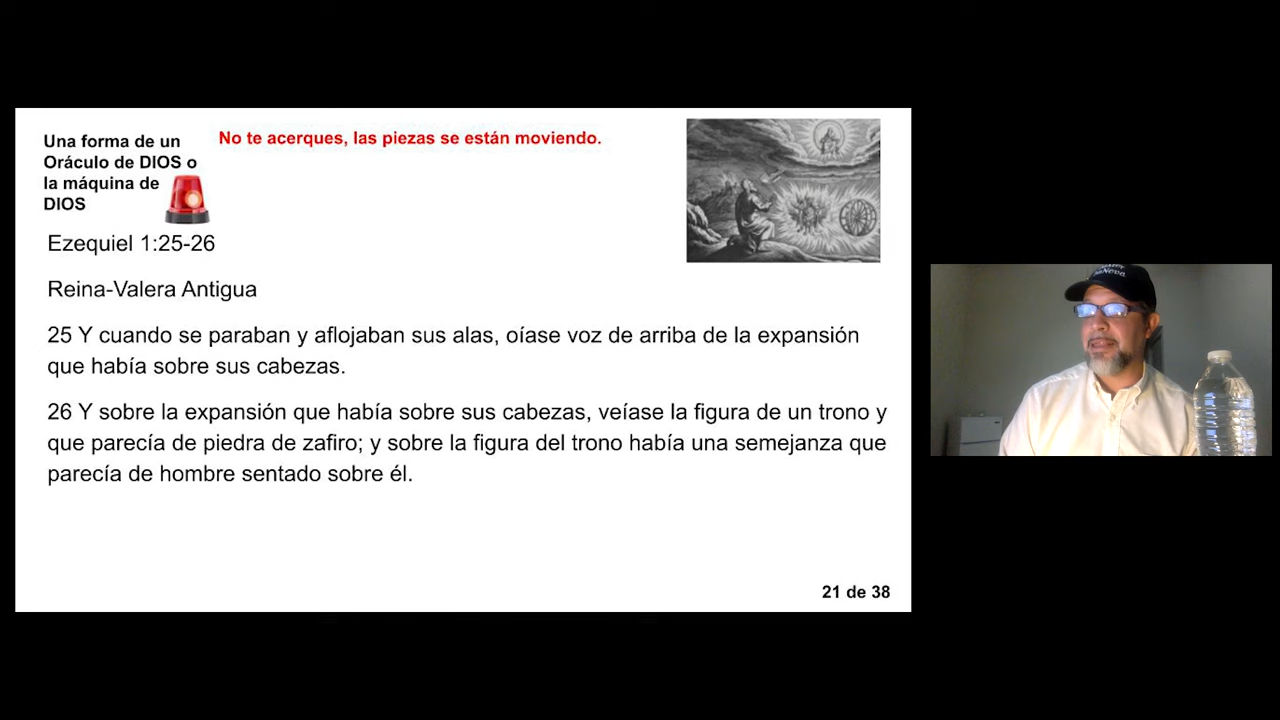 Una forma de un
Oráculo de DIOS o
la máquina de
DIOS
No te acerques, las piezas se están moviendo.
Ezequiel 1:25-26
Reina-Valera Antigua
25 Y cuando se paraban y aflojaban sus alas, oíase voz de arriba de la expansión
que había sobre sus cabezas.
26 Y sobre la expansión que había sobre sus cabezas, veíase la figura de un trono y
que parecía de piedra de zafiro; y sobre la figura del trono había una semejanza que
parecía de hombre sentado sobre él.
21 de 38